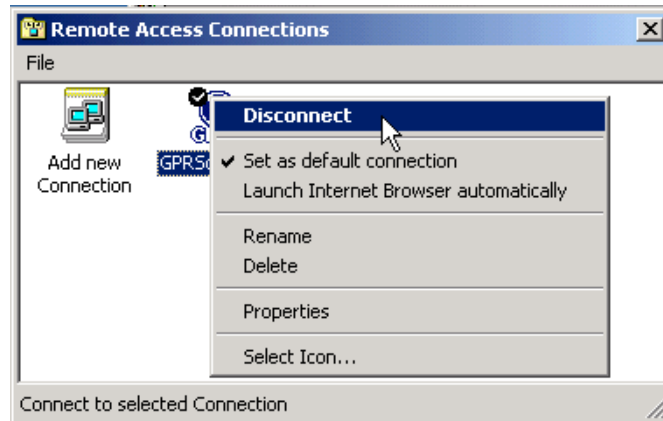 Remote Access Connections
File
Disconnect
Add new
Connection
Set as default connection
Launch Internet Browser automatically
Rename
Delete
Properties
Select Icon...
Connect to selected Connection